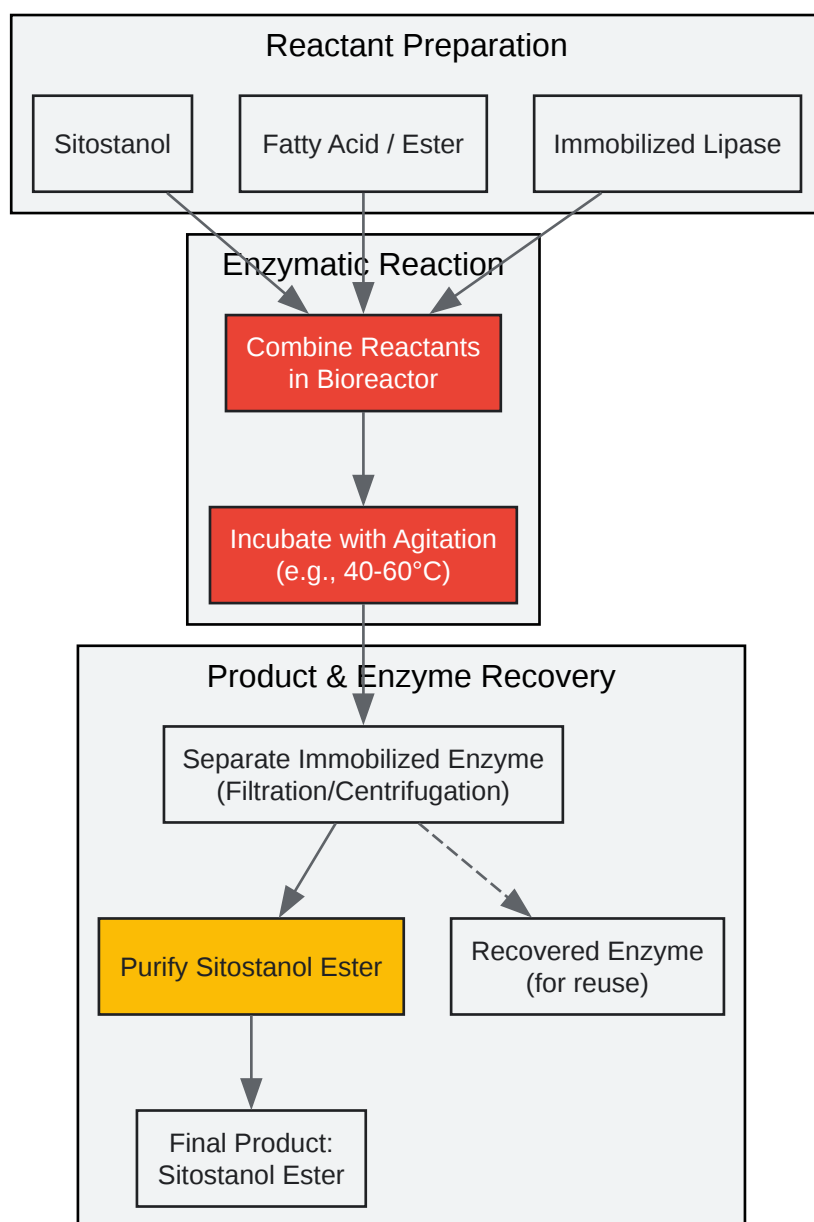 Reactant Preparation
Sitostanol
Fatty Acid / Ester
Immobilized Lipase
Enzymatic Reaction
Combine Reactants
in Bioreactor
Incubate with Agitation
(e.g., 40-60°C)
Product & Enzyme Recovery
Separate Immobilized Enzyme
(Filtration/Centrifugation)
Purify Sitostanol Ester
Recovered Enzyme
(for reuse)
Final Product:
Sitostanol Ester